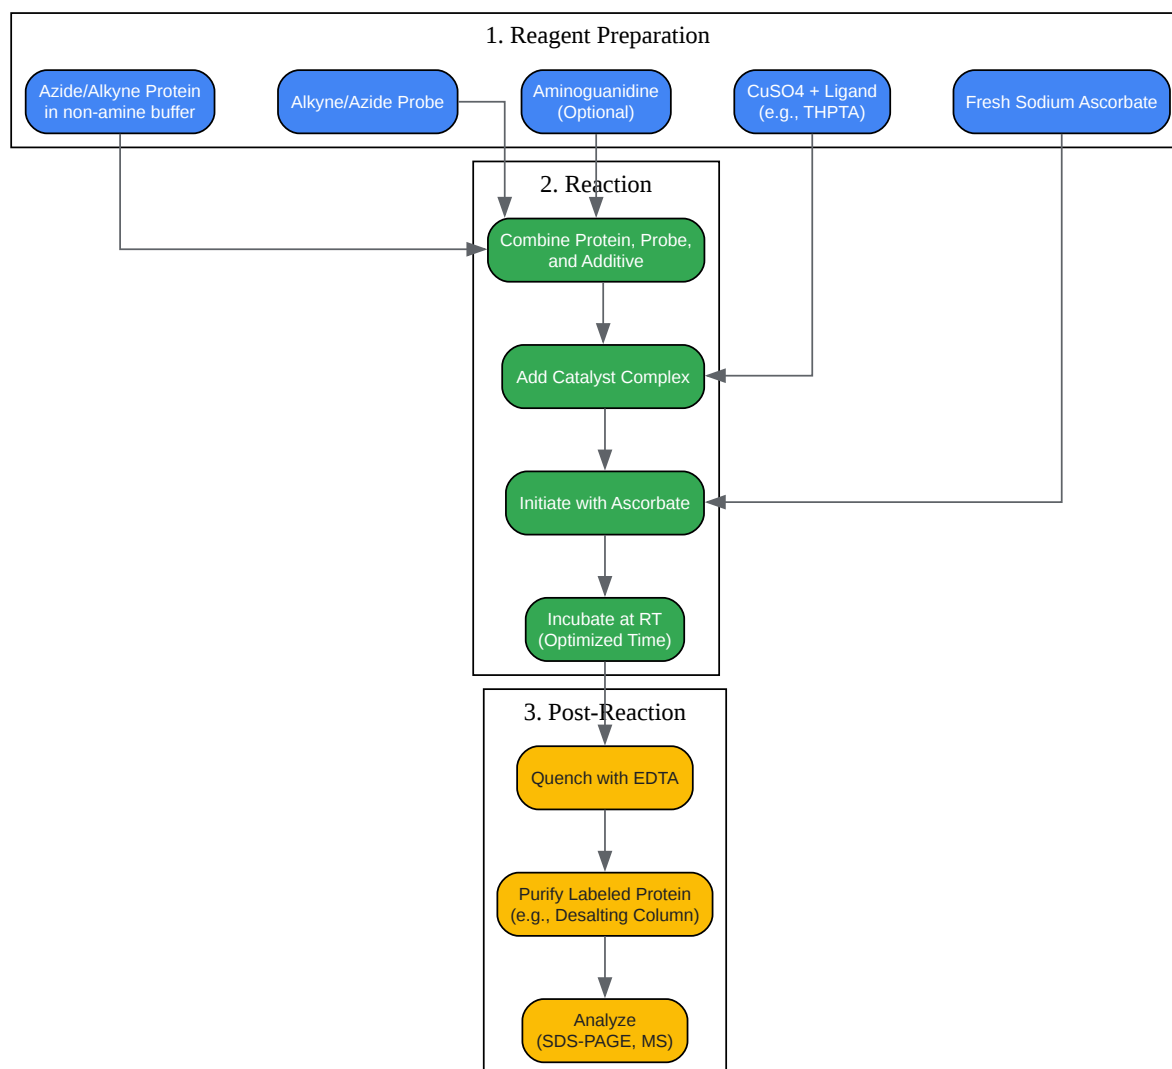 1. Reagent Preparation
Azide/Alkyne Protein
in non-amine buffer
Alkyne/Azide Probe
Aminoguanidine
(Optional)
CuSO4 + Ligand
(e.g., THPTA)
Fresh Sodium Ascorbate
2. Reaction
Combine Protein, Probe,
and Additive
Add Catalyst Complex
Initiate with Ascorbate
Incubate at RT
(Optimized Time)
3. Post-Reaction
Quench with EDTA
Purify Labeled Protein
(e.g., Desalting Column)
Analyze
(SDS-PAGE, MS)